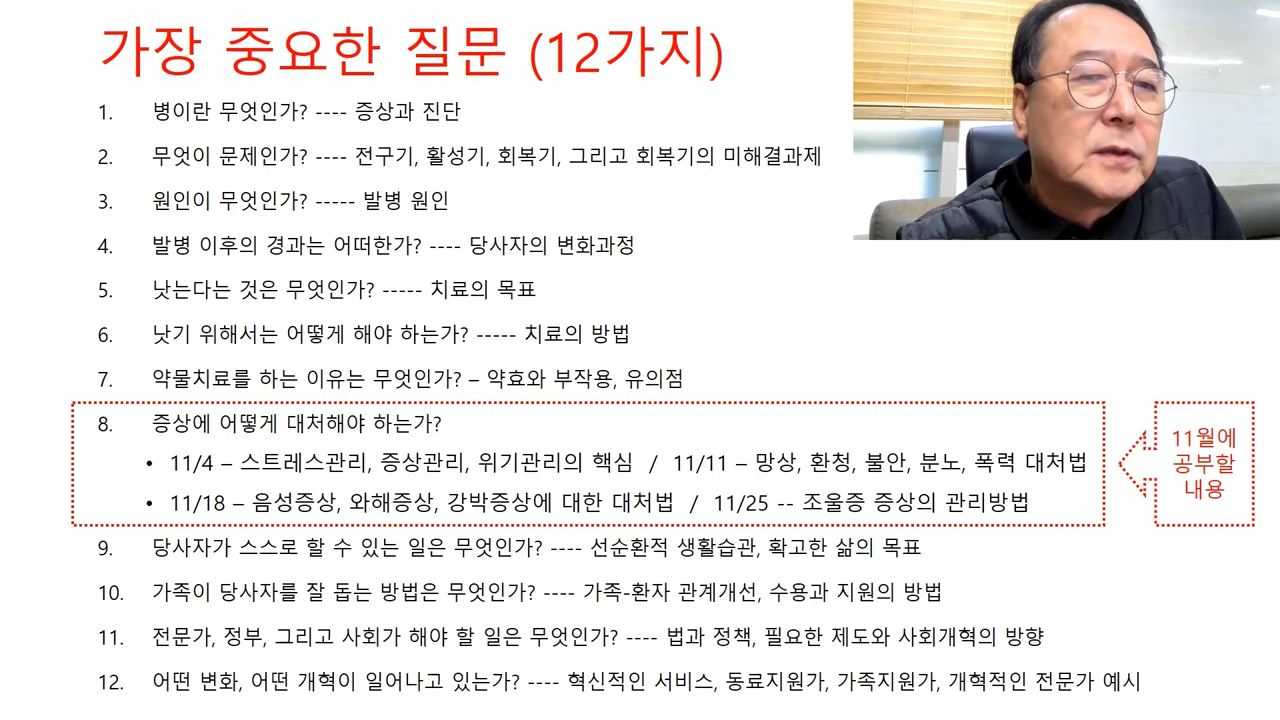 가장 중요한 질문 (12가지)
1. 병이란 무엇인가? ---- 증상과 진단
2. 무엇이 문제인가? ---- 전구기, 활성기, 회복기, 그리고 회복기의 미해결과제
3. 원인이 무엇인가? ----- 발병 원인
4. 발병 이후의 경과는 어떠한가? ---- 당사자의 변화과정
5. 낫는다는 것은 무엇인가? ----- 치료의 목표
6. 낫기 위해서는 어떻게 해야 하는가? ----- 치료의 방법
7. 약물치료를 하는 이유는 무엇인가? – 약효와 부작용, 유의점
8. 증상에 어떻게 대처해야 하는가?
• 11/4 – 스트레스관리, 증상관리, 위기관리의 핵심 / 11/11 – 망상, 환청, 불안, 분노, 폭력 대처법
• 11/18 – 음성증상, 와해증상, 강박증상에 대한 대처법 / 11/25 -- 조울증 증상의 관리방법
11월에
공부할
내용
9. 당사자가 스스로 할 수 있는 일은 무엇인가? ---- 선순환적 생활습관, 확고한 삶의 목표
10. 가족이 당사자를 잘 돕는 방법은 무엇인가? ---- 가족-환자 관계개선, 수용과 지원의 방법
11. 전문가, 정부, 그리고 사회가 해야 할 일은 무엇인가? ---- 법과 정책, 필요한 제도와 사회개혁의 방향
12. 어떤 변화, 어떤 개혁이 일어나고 있는가? ---- 혁신적인 서비스, 동료지원가, 가족지원가, 개혁적인 전문가 예시